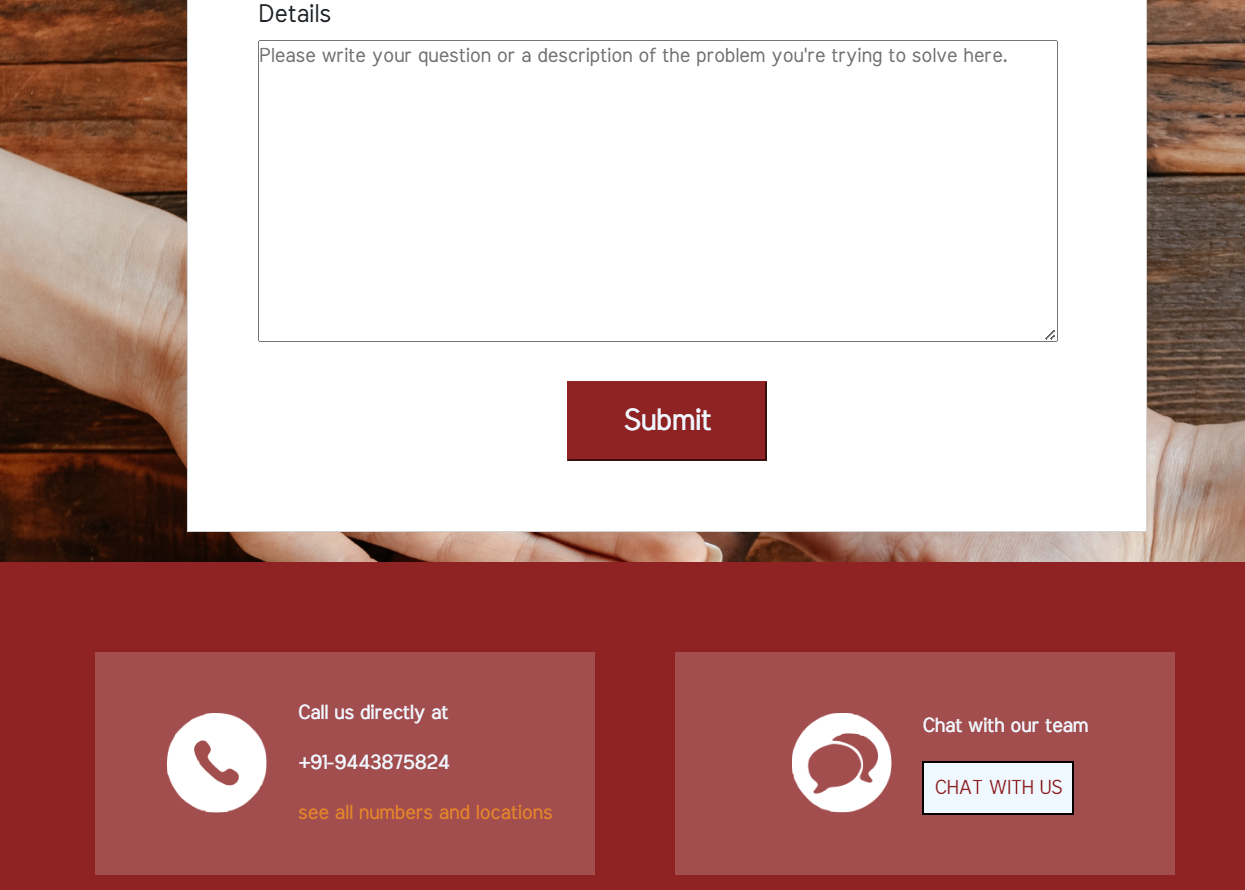 Details
Please write your question or a description of the problem you're trying to solve here.
Submit
Call us directly at
+91-9443875824
see all numbers and locations
Chat with our team
CHAT WITH US